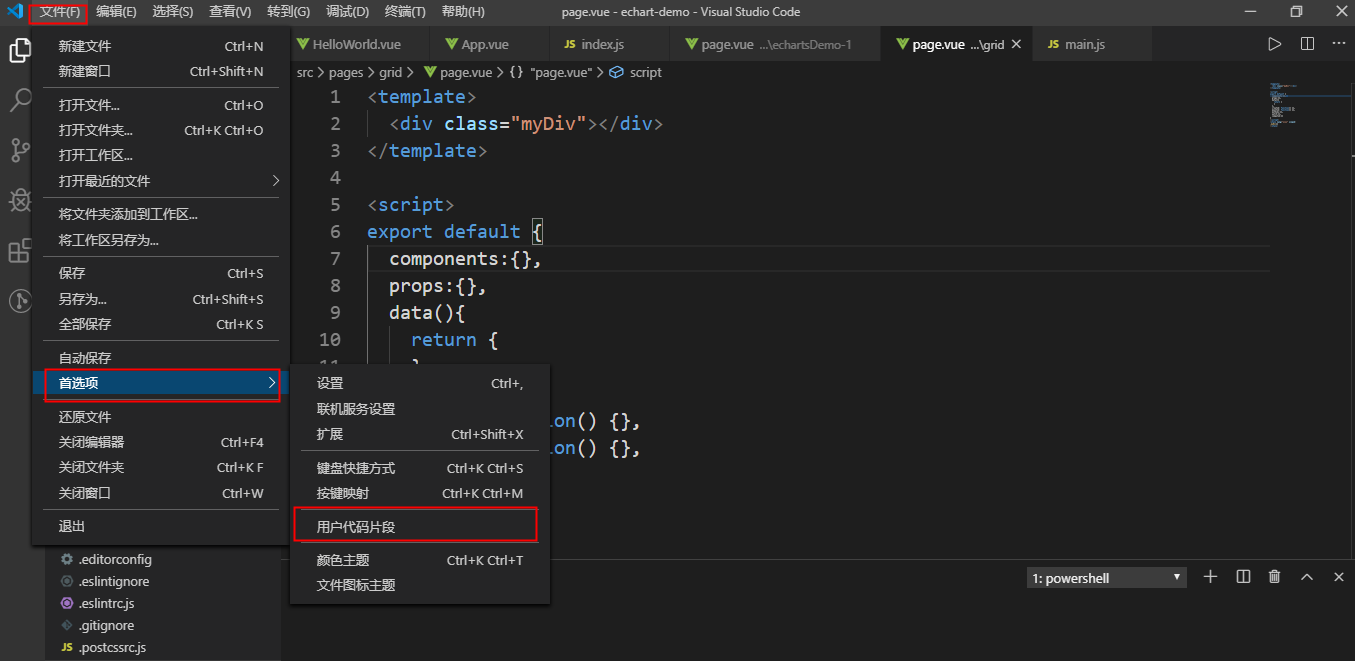 文件(F) 编辑(E) 选择(S) 查看(V) 转到(G) 调试(D) 终端(T) 帮助(H) page.vue - echart-demo - Visual Studio Code
HelloWorld.vue App.vue JS index.js page.vue ...\echartsDemo-1 page.vue ...\grid JS main.js
src > pages > grid > page.vue > {} "page.vue" > script
新建文件 Ctrl+N
新建窗口 Ctrl+Shift+N
打开文件... Ctrl+O
打开文件夹... Ctrl+K Ctrl+O
打开工作区...
打开最近的文件
将文件夹添加到工作区...
将工作区另存为...
保存 Ctrl+S
另存为... Ctrl+Shift+S
全部保存 Ctrl+K S
自动保存
首选项
还原文件
关闭编辑器 Ctrl+F4
关闭文件夹 Ctrl+K F
关闭窗口 Ctrl+W
退出
1 <template>
2 <div class="myDiv"></div>
3 </template>
4
5 <script>
6 export default {
7 components:{},
8 props:{},
9 data(){
10 return {
ion() {},
ion() {},
设置 Ctrl+,
联机服务设置
扩展 Ctrl+Shift+X
键盘快捷方式 Ctrl+K Ctrl+S
按键映射 Ctrl+K Ctrl+M
用户代码片段
颜色主题 Ctrl+K Ctrl+T
文件图标主题
.editorconfig
.eslintignore
.eslintrc.js
.gitignore
JS .postcssrc.js
1: powershell